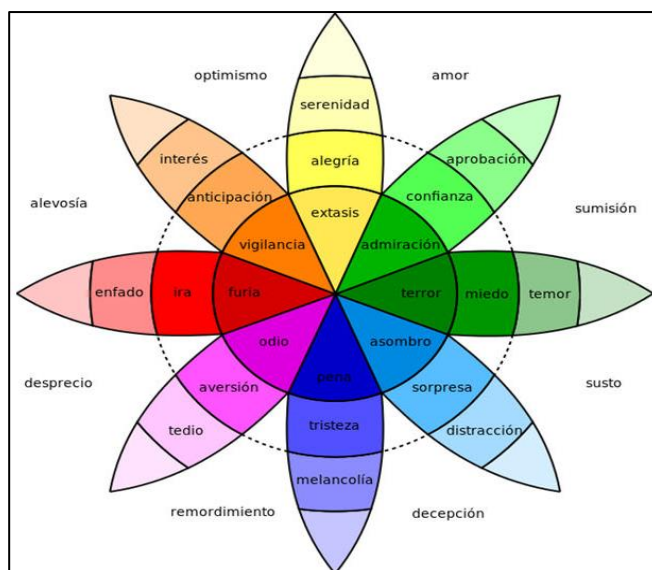 optimismo
amor
serenidad
interés
alegría
aprobación
anticipación
confianza
alevosía
extasis
sumisión
vigilancia
admiración
enfado
ira
furia
terror
miedo
temor
odio
asombro
desprecio
aversión
pena
sorpresa
susto
tedio
tristeza
distracción
melancolía
remordimiento
decepción